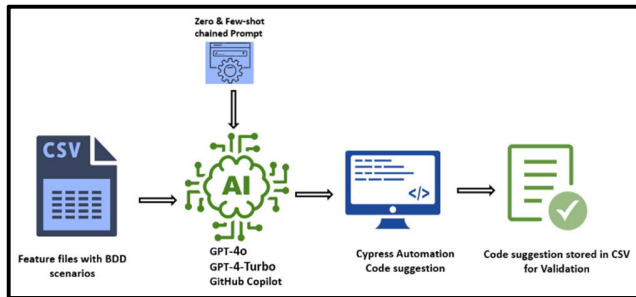 Zero & Few-shot
chained Prompt
CSV
AI
</>
Feature files with BDD
scenarios
GPT-4o
GPT-4-Turbo
GitHub Copilot
Cypress Automation
Code suggestion
Code suggestion stored in CSV
for Validation